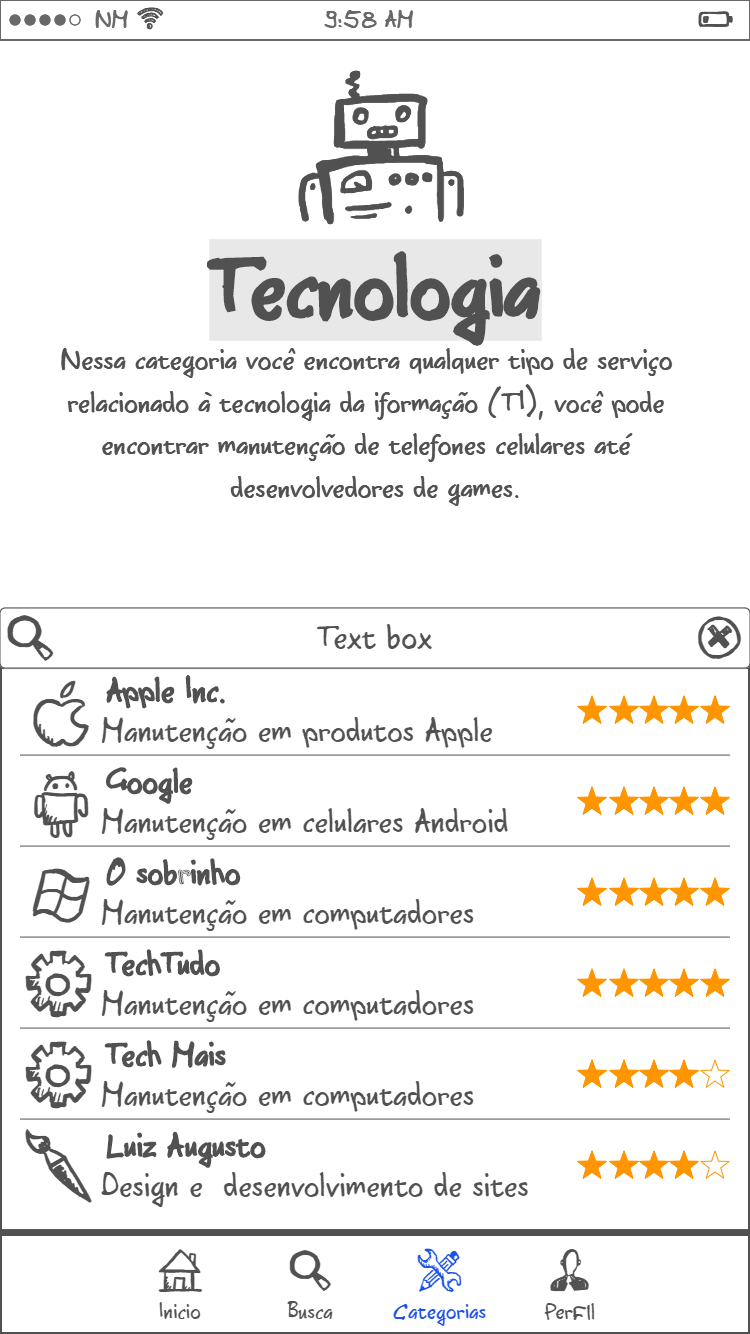 NM 9:58 AM
Tecnologia
Nessa categoria você encontra qualquer tipo de serviço
relacionado à tecnologia da iformação (TI), você pode
encontrar manutenção de telefones celulares até
desenvolvedores de games.
Text box
Apple Inc.
Manutenção em produtos Apple
Google
Manutenção em celulares Android
O sobrinho
Manutenção em computadores
TechTudo
Manutenção em computadores
Tech Mais
Manutenção em computadores
Luiz Augusto
Design e desenvolvimento de sites
Inicio Busca Categorias PerFIl